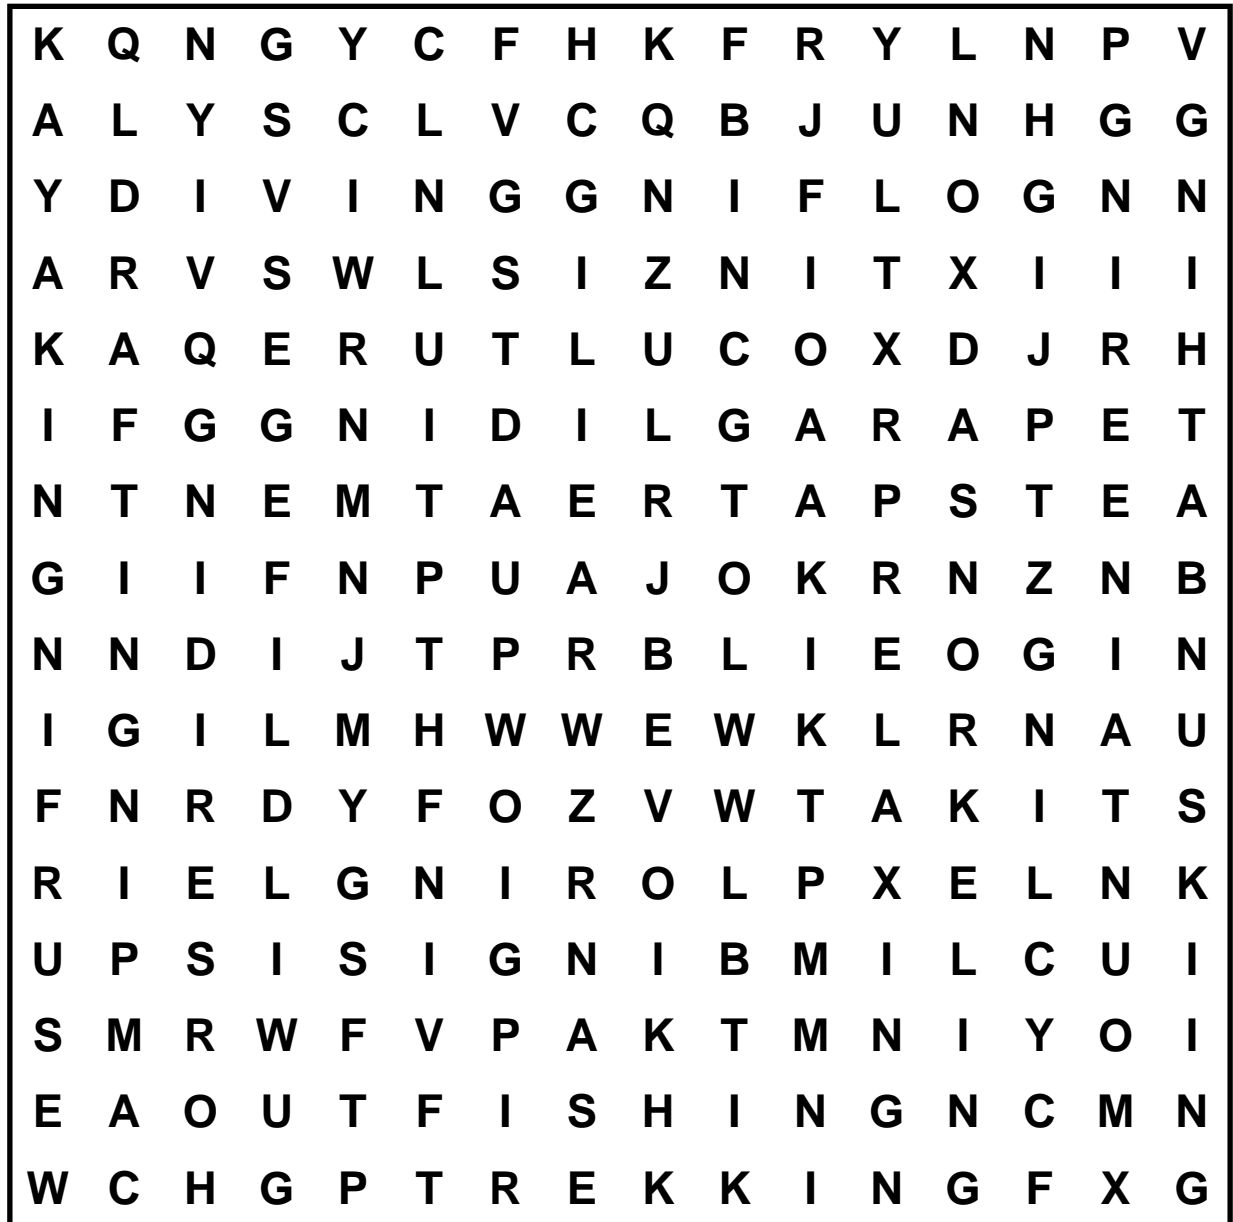 K Q N G Y C F H K F R Y L N P V
A L Y S C L V C Q B J U N H G G
Y D I V I N G G N I F L O G N N
A R V S W L S I Z N I T X I I I
K A Q E R U T L U C O X D J R H
I F G G N I D I L G A R A P E T
N T N E M T A E R T A P S T E A
G I I F N P U A J O K R N Z N B
N N D I J T P R B L I E O G I N
I G I L M H W W E W K L R N A U
F N R D Y F O Z V W T A K I T S
R I E L G N I R O L P X E L N K
U P S I S I G N I B M I L C U I
S M R W F V P A K T M N I Y O I
E A O U T F I S H I N G N C M N
W C H G P T R E K K I N G F X G